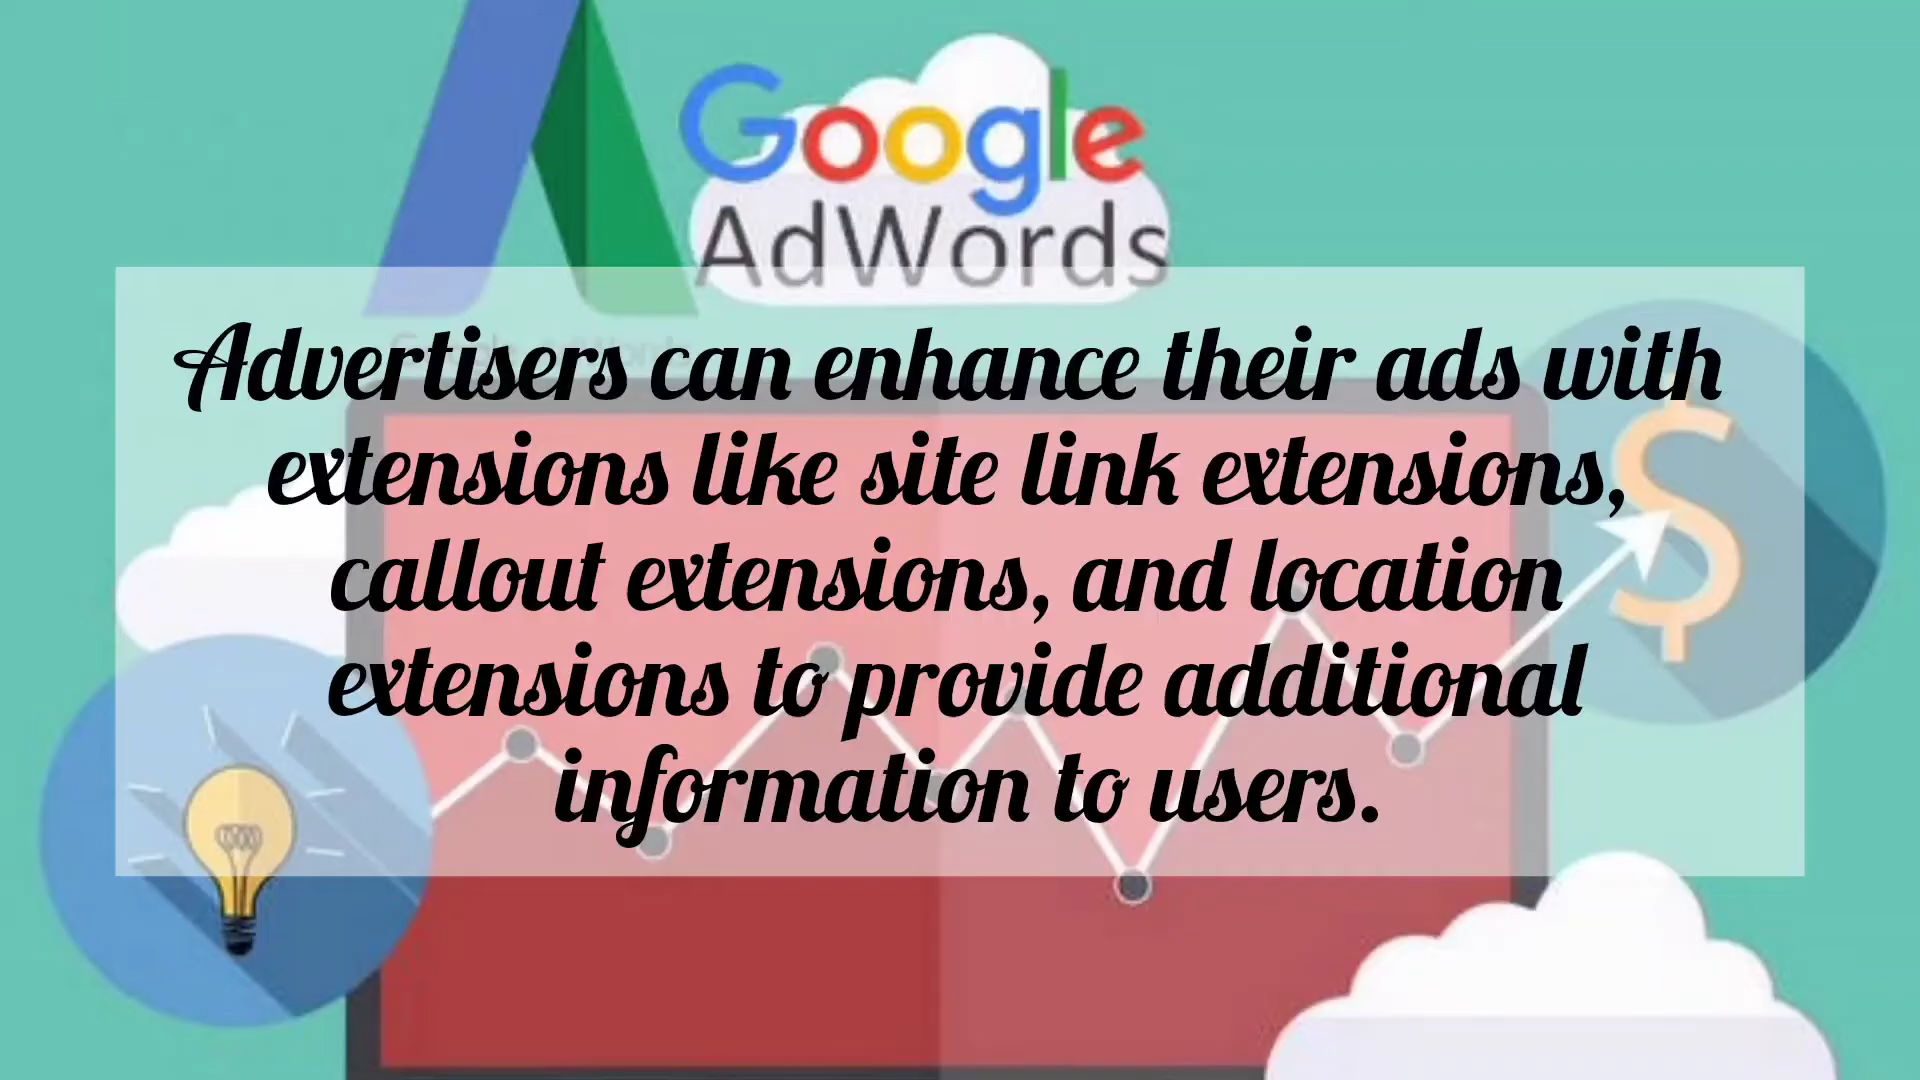 Google
AdWords
Advertisers can enhance their ads with
extensions like site link extensions,
callout extensions, and location
extensions to provide additional
information to users.